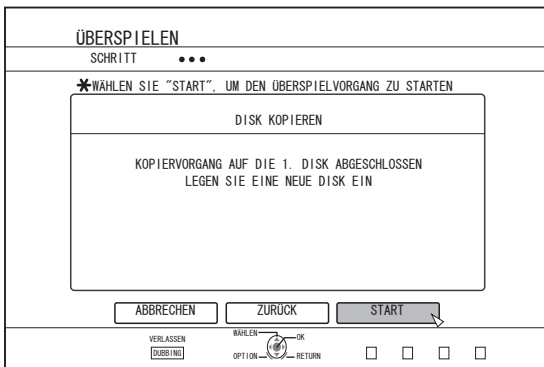 ÜBERSPIELEN
SCHRITT
WÄHLEN SIE "START", UM DEN ÜBERSPIELVORGANG ZU STARTEN
DISK KOPIEREN
KOPIERVORGANG AUF DIE 1. DISK ABGESCHLOSSEN
LEGEN SIE EINE NEUE DISK EIN
ABBRECHEN ZURÜCK START
VERLASSEN
DUBBING
WÄHLEN OK
OPTION RETURN